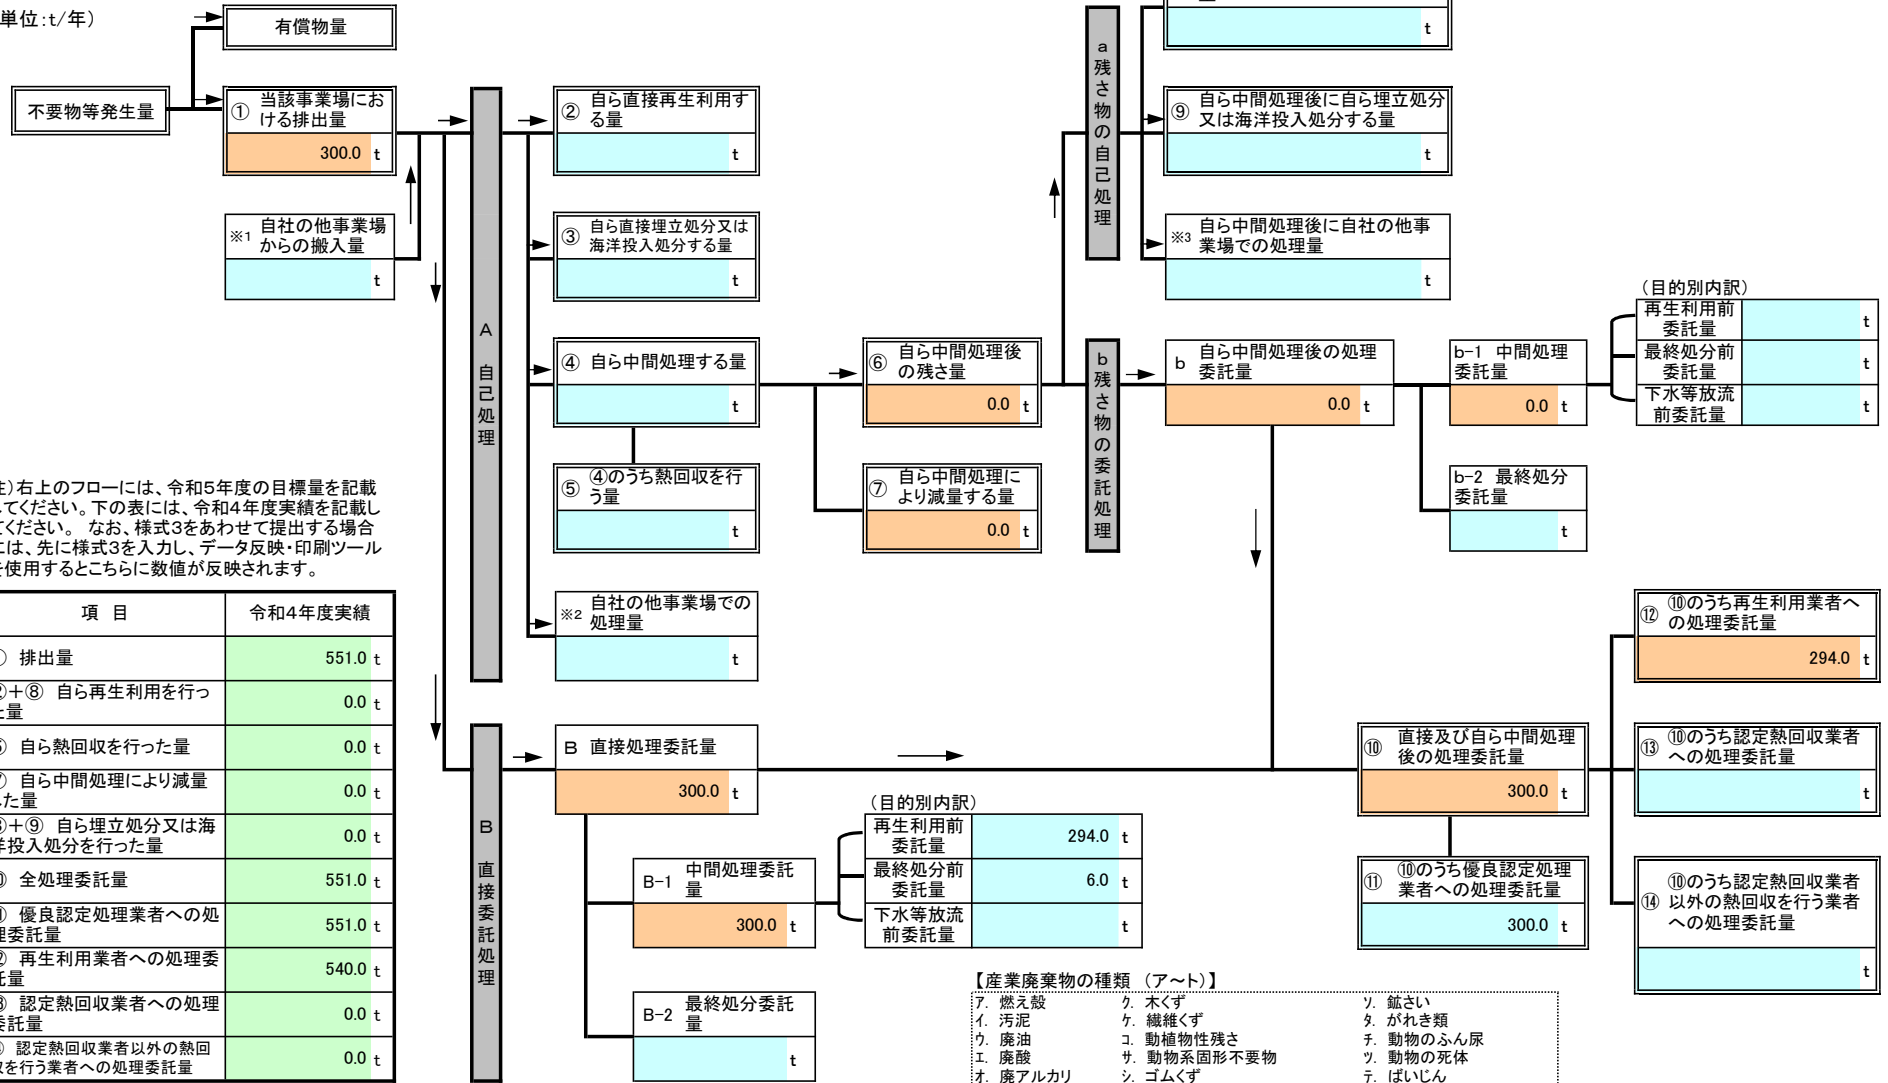 単位:t/年)
有償物量
不要物等発生量
① 当該事業場にお
ける排出量
300.0 t
※1 自社の他事業場
からの搬入量
t
A 自己処理
② 自ら直接再生利用す
る量
t
③ 自ら直接埋立処分又は
海洋投入処分する量
t
④ 自ら中間処理する量
t
⑤ ④のうち熱回収を行
う量
t
※2 自社の他事業場での
処理量
t
⑥ 自ら中間処理後
の残さ量
0.0 t
⑦ 自ら中間処理に
より減量する量
0.0 t
a 残さ物の自己処理
t
⑨ 自ら中間処理後に自ら埋立処分
又は海洋投入処分する量
t
※3 自ら中間処理後に自社の他事
業場での処理量
t
b 残さ物の委託処理
b 自ら中間処理後の処理
委託量
0.0 t
b-1 中間処理
委託量
0.0 t
(目的別内訳)
再生利用前
委託量
t
最終処分前
委託量
t
下水等放流
前委託量
t
b-2 最終処分
委託量
t
)右上のフローには、令和5年度の目標量を記載
してください。下の表には、令和4年度実績を記載し
てください。 なお、様式3をあわせて提出する場合
には、先に様式3を入力し、データ反映・印刷ツール
を使用するとこちらに数値が反映されます。
項 目 令和4年度実績
排出量 551.0 t
+⑧ 自ら再生利用を行っ
た量 0.0 t
自ら熱回収を行った量 0.0 t
自ら中間処理により減量
した量 0.0 t
+⑨ 自ら埋立処分又は海
洋投入処分を行った量 0.0 t
全処理委託量 551.0 t
優良認定処理業者への処
理委託量 551.0 t
再生利用業者への処理委
託量 540.0 t
認定熱回収業者への処理
委託量 0.0 t
認定熱回収業者以外の熱回
収を行う業者への処理委託量 0.0 t
B 直接委託処理
B 直接処理委託量
300.0 t
B-1 中間処理委託
量
300.0 t
(目的別内訳)
再生利用前
委託量
294.0 t
最終処分前
委託量
6.0 t
下水等放流
前委託量
t
B-2 最終処分委託
量
t
⑩ 直接及び自ら中間処理
後の処理委託量
300.0 t
⑪ ⑩のうち優良認定処理
業者への処理委託量
300.0 t
⑫ ⑩のうち再生利用業者へ
の処理委託量
294.0 t
⑬ ⑩のうち認定熱回収業者
への処理委託量
t
⑭ ⑩のうち認定熱回収業者
以外の熱回収を行う業者
への処理委託量
t
【産業廃棄物の種類 (ア~ト)】
ア. 燃え殻 ク. 木くず ソ. 鉱さい
イ. 汚泥 ケ. 繊維くず タ. がれき類
ウ. 廃油 コ. 動植物性残さ チ. 動物のふん尿
エ. 廃酸 サ. 動物系固形不要物 ツ. 動物の死体
オ. 廃アルカリ シ. ゴムくず テ. ばいじん